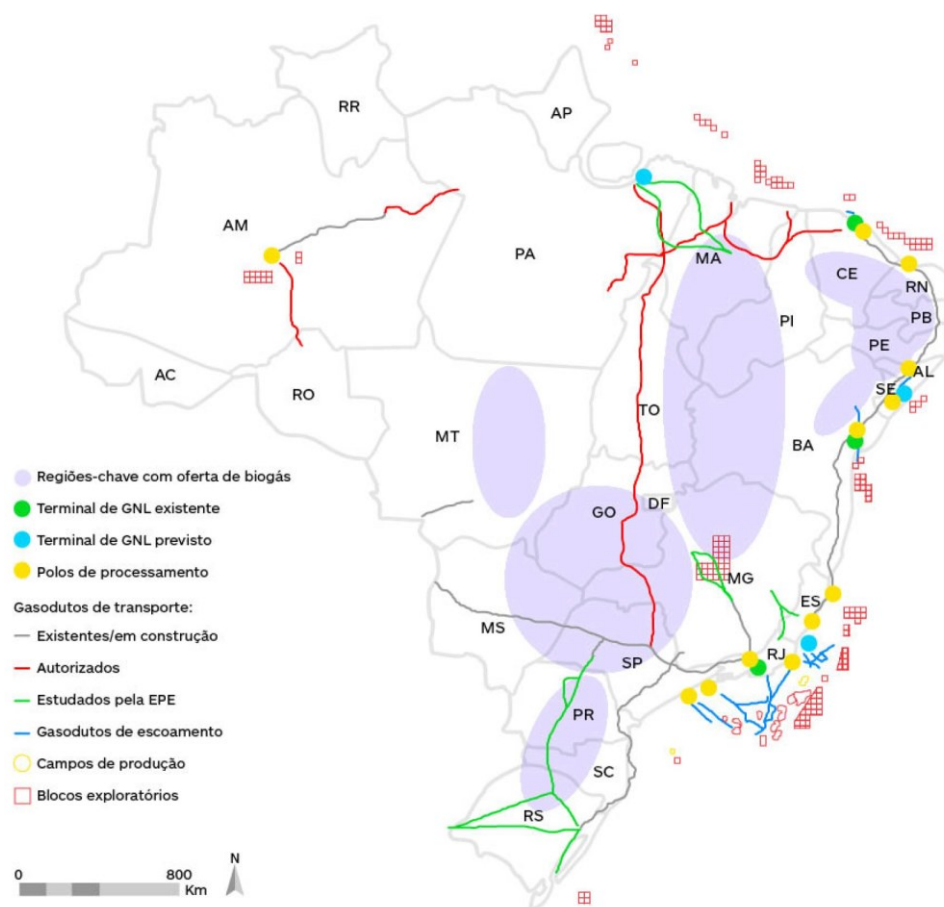 RR
AP
AM
PA
MA
CE
RN
PB
PI
PE
AL
AC
SE
RO
TO
MT
BA
Regiões-chave com oferta de biogás
Terminal de GNL existente
GO
DF
Terminal de GNL previsto
Polos de processamento
MG
Gasodutos de transporte:
ES
MS
Existentes/em construção
RJ
SP
Autorizados
Estudados pela EPE
PR
Gasodutos de escoamento
Campos de produção
SC
Blocos exploratórios
RS
N
0 800
Km